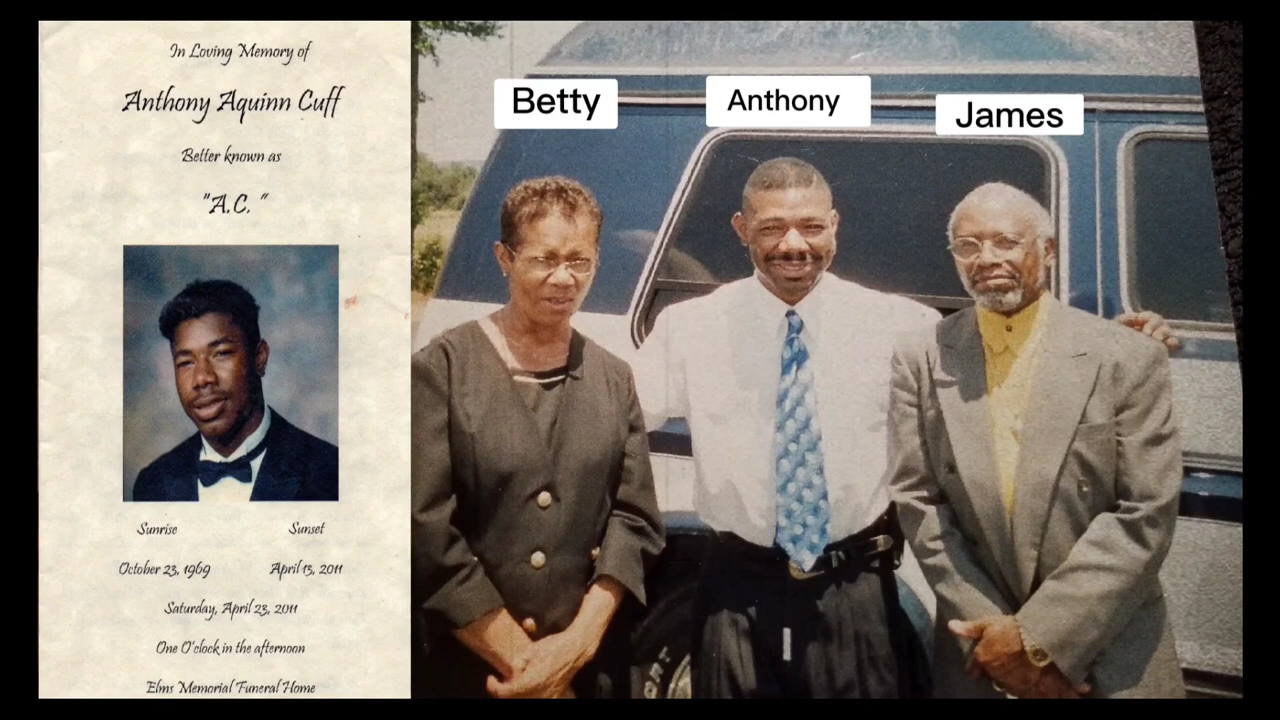 In Loving Memory of
Anthony Aquinn Cuff
Better known as
"A.C. "
Sunrise Sunset
October 23, 1969 April 13, 2011
Saturday, April 23, 2011
One O'clock in the afternoon
Elms Memorial Funeral Home
Betty Anthony James